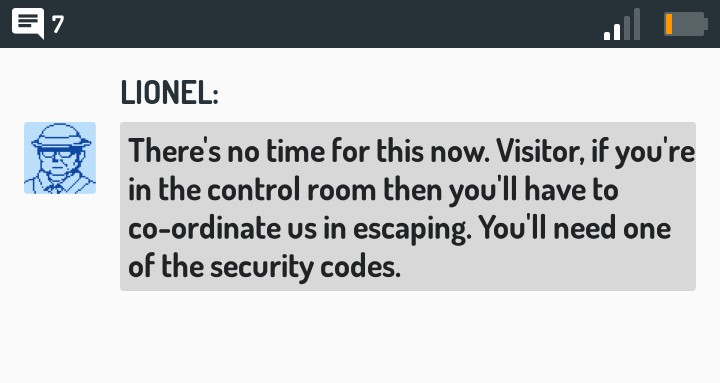 7
LIONEL:
There's no time for this now. Visitor, if you're
in the control room then you'll have to
co-ordinate us in escaping. You'll need one
of the security codes.